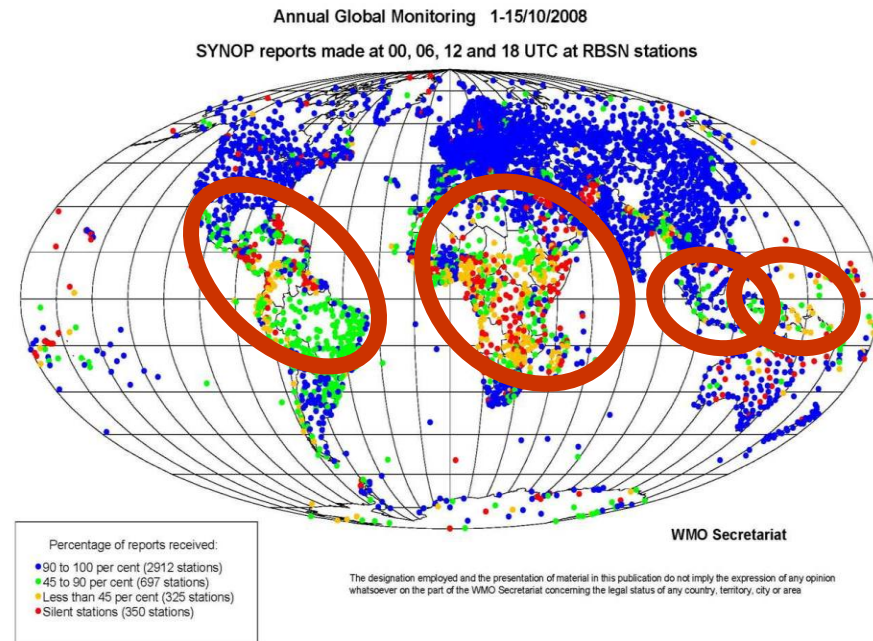 Annual Global Monitoring 1-15/10/2008
SYNOP reports made at 00, 06, 12 and 18 UTC at RBSN stations
WMO Secretariat
Percentage of reports received:
90 to 100 per cent (2912 stations)
45 to 90 per cent (697 stations)
Less than 45 per cent (325 stations)
Silent stations (350 stations)
The designation employed and the presentation of material in this publication do not imply the expression of any opinion
whatsoever on the part of the WMO Secretariat concerning the legal status of any country, territory, city or area